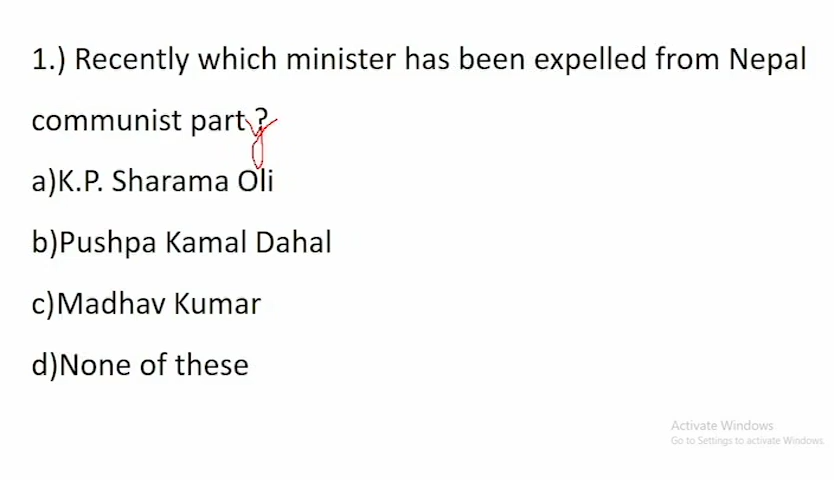 1.) Recently which minister has been expelled from Nepal
communist party ?
a)K.P. Sharama Oli
b)Pushpa Kamal Dahal
c)Madhav Kumar
d)None of these
Activate Windows
Go to Settings to activate Windows.